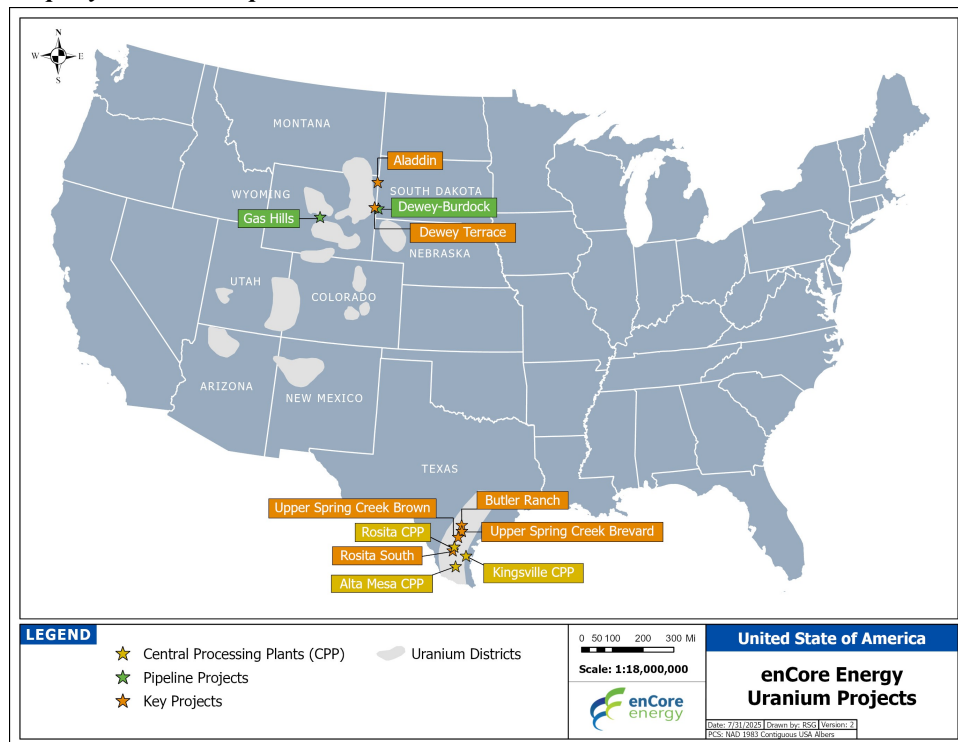 N
W E
S
MONTANA
Aladdin
WYOMING
SOUTH DAKOTA
Dewey-Burdock
Gas Hills
Dewey Terrace
NEBRASKA
UTAH
COLORADO
ARIZONA
NEW MEXICO
TEXAS
Butler Ranch
Upper Spring Creek Brown
Upper Spring Creek Brevard
Rosita CPP
Rosita South
Kingsville CPP
Alta Mesa CPP
LEGEND
Central Processing Plants (CPP)
Uranium Districts
Pipeline Projects
Key Projects
0 50 100 200 300 Mi
Scale: 1:18,000,000
enCore
energy
United State of America
enCore Energy
Uranium Projects
Date: 7/31/2025 Drawn by: RSG Version: 2
PCS: NAD 1983 Contiguous USA Albers